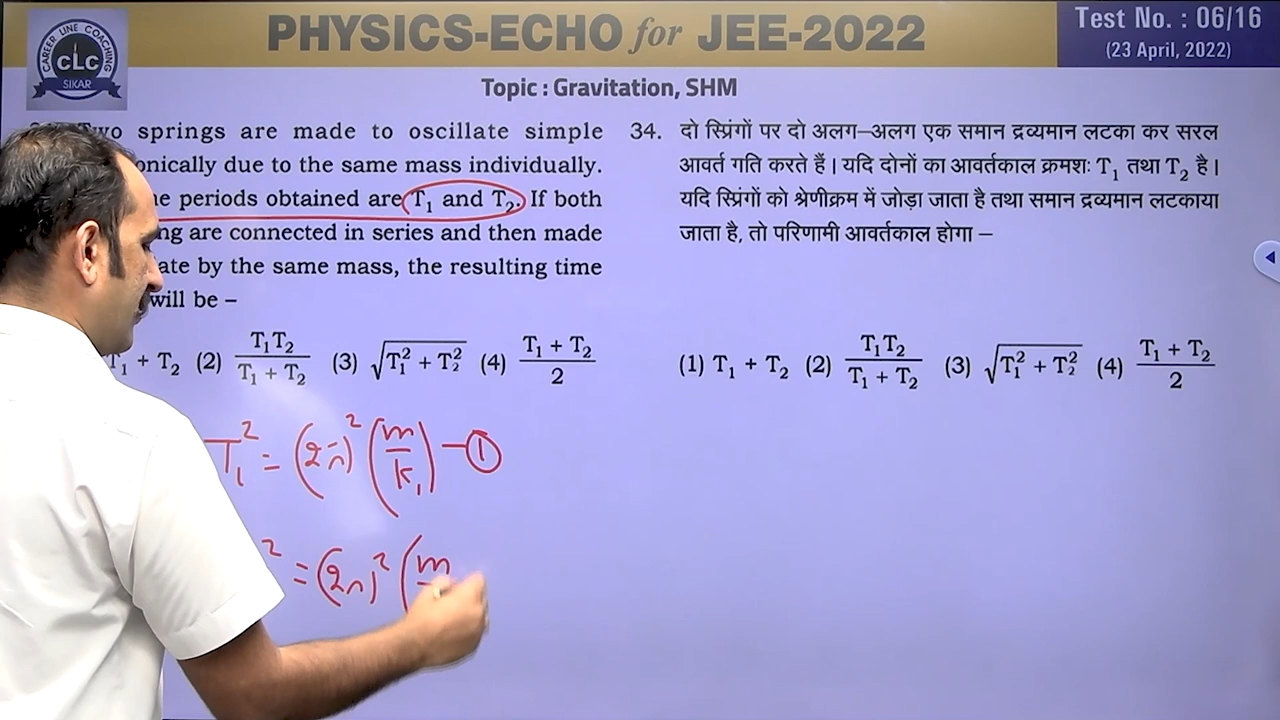 PHYSICS-ECHO for JEE-2022
Test No. : 06/16
(23 April, 2022)
CAREER LINE COACHING
CLC
SIKAR
Topic : Gravitation, SHM
Two springs are made to oscillate simple
onically due to the same mass individually.
e periods obtained are T₁ and T₂. If both
ng are connected in series and then made
ate by the same mass, the resulting time
will be –
T₁ + T₂ (2) T₁T₂ / T₁ + T₂ (3) √T₁² + T₂² (4) T₁ + T₂ / 2
T₁² = (2π)² (m/k₁) – ①
² = (2π)² (m
34. दो स्प्रिंगों पर दो अलग–अलग एक समान द्रव्यमान लटका कर सरल
आवर्त गति करते हैं। यदि दोनों का आवर्तकाल क्रमशः T₁ तथा T₂ है।
यदि स्प्रिंगों को श्रेणीक्रम में जोड़ा जाता है तथा समान द्रव्यमान लटकाया
जाता है, तो परिणामी आवर्तकाल होगा –
(1) T₁ + T₂ (2) T₁T₂ / T₁ + T₂ (3) √T₁² + T₂² (4) T₁ + T₂ / 2